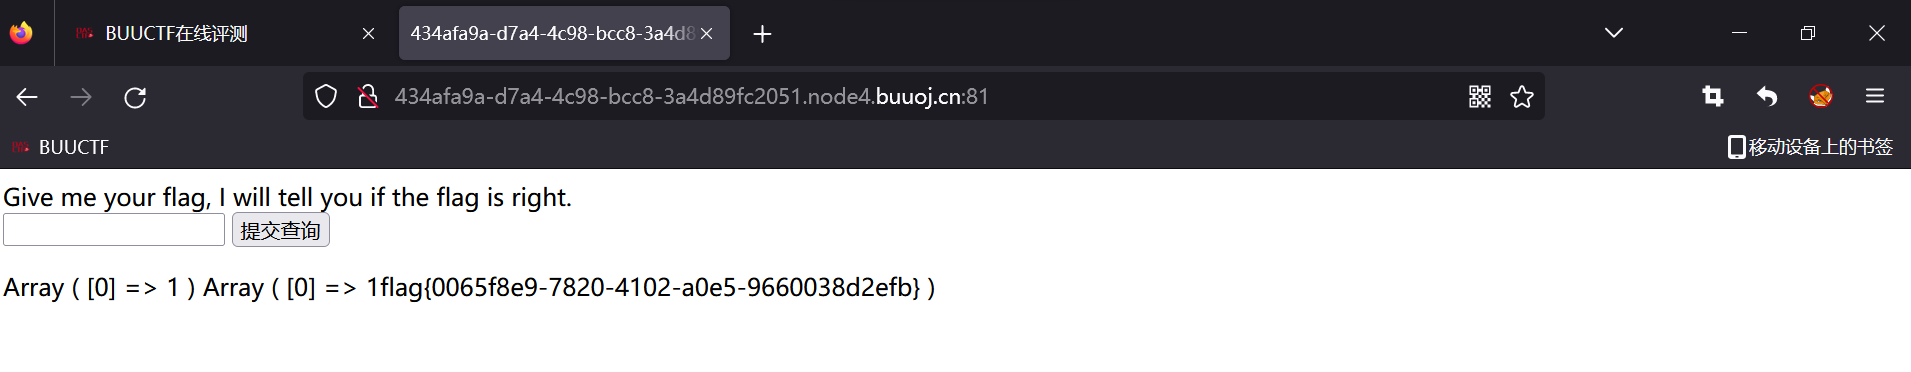 BUUCTF在线评测
434afa9a-d7a4-4c98-bcc8-3a4d8
434afa9a-d7a4-4c98-bcc8-3a4d89fc2051.node4.buuoj.cn:81
BUUCTF
移动设备上的书签
Give me your flag, I will tell you if the flag is right.
提交查询
Array ( [0] => 1 ) Array ( [0] => 1flag{0065f8e9-7820-4102-a0e5-9660038d2efb} )